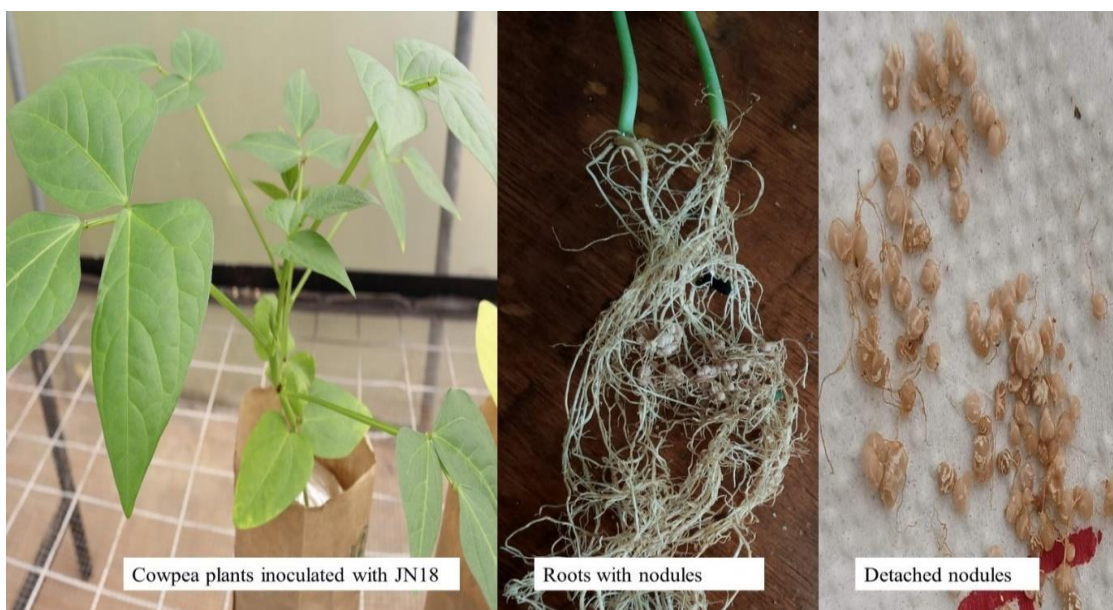 Cowpea plants inoculated with JN18
Roots with nodules
Detached nodules